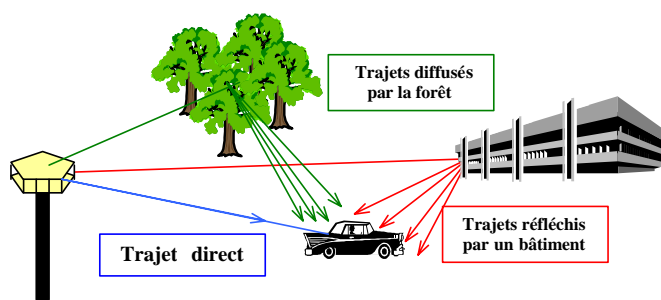 Trajets diffusés
par la forêt
Trajets réfléchis
par un bâtiment
Trajet direct